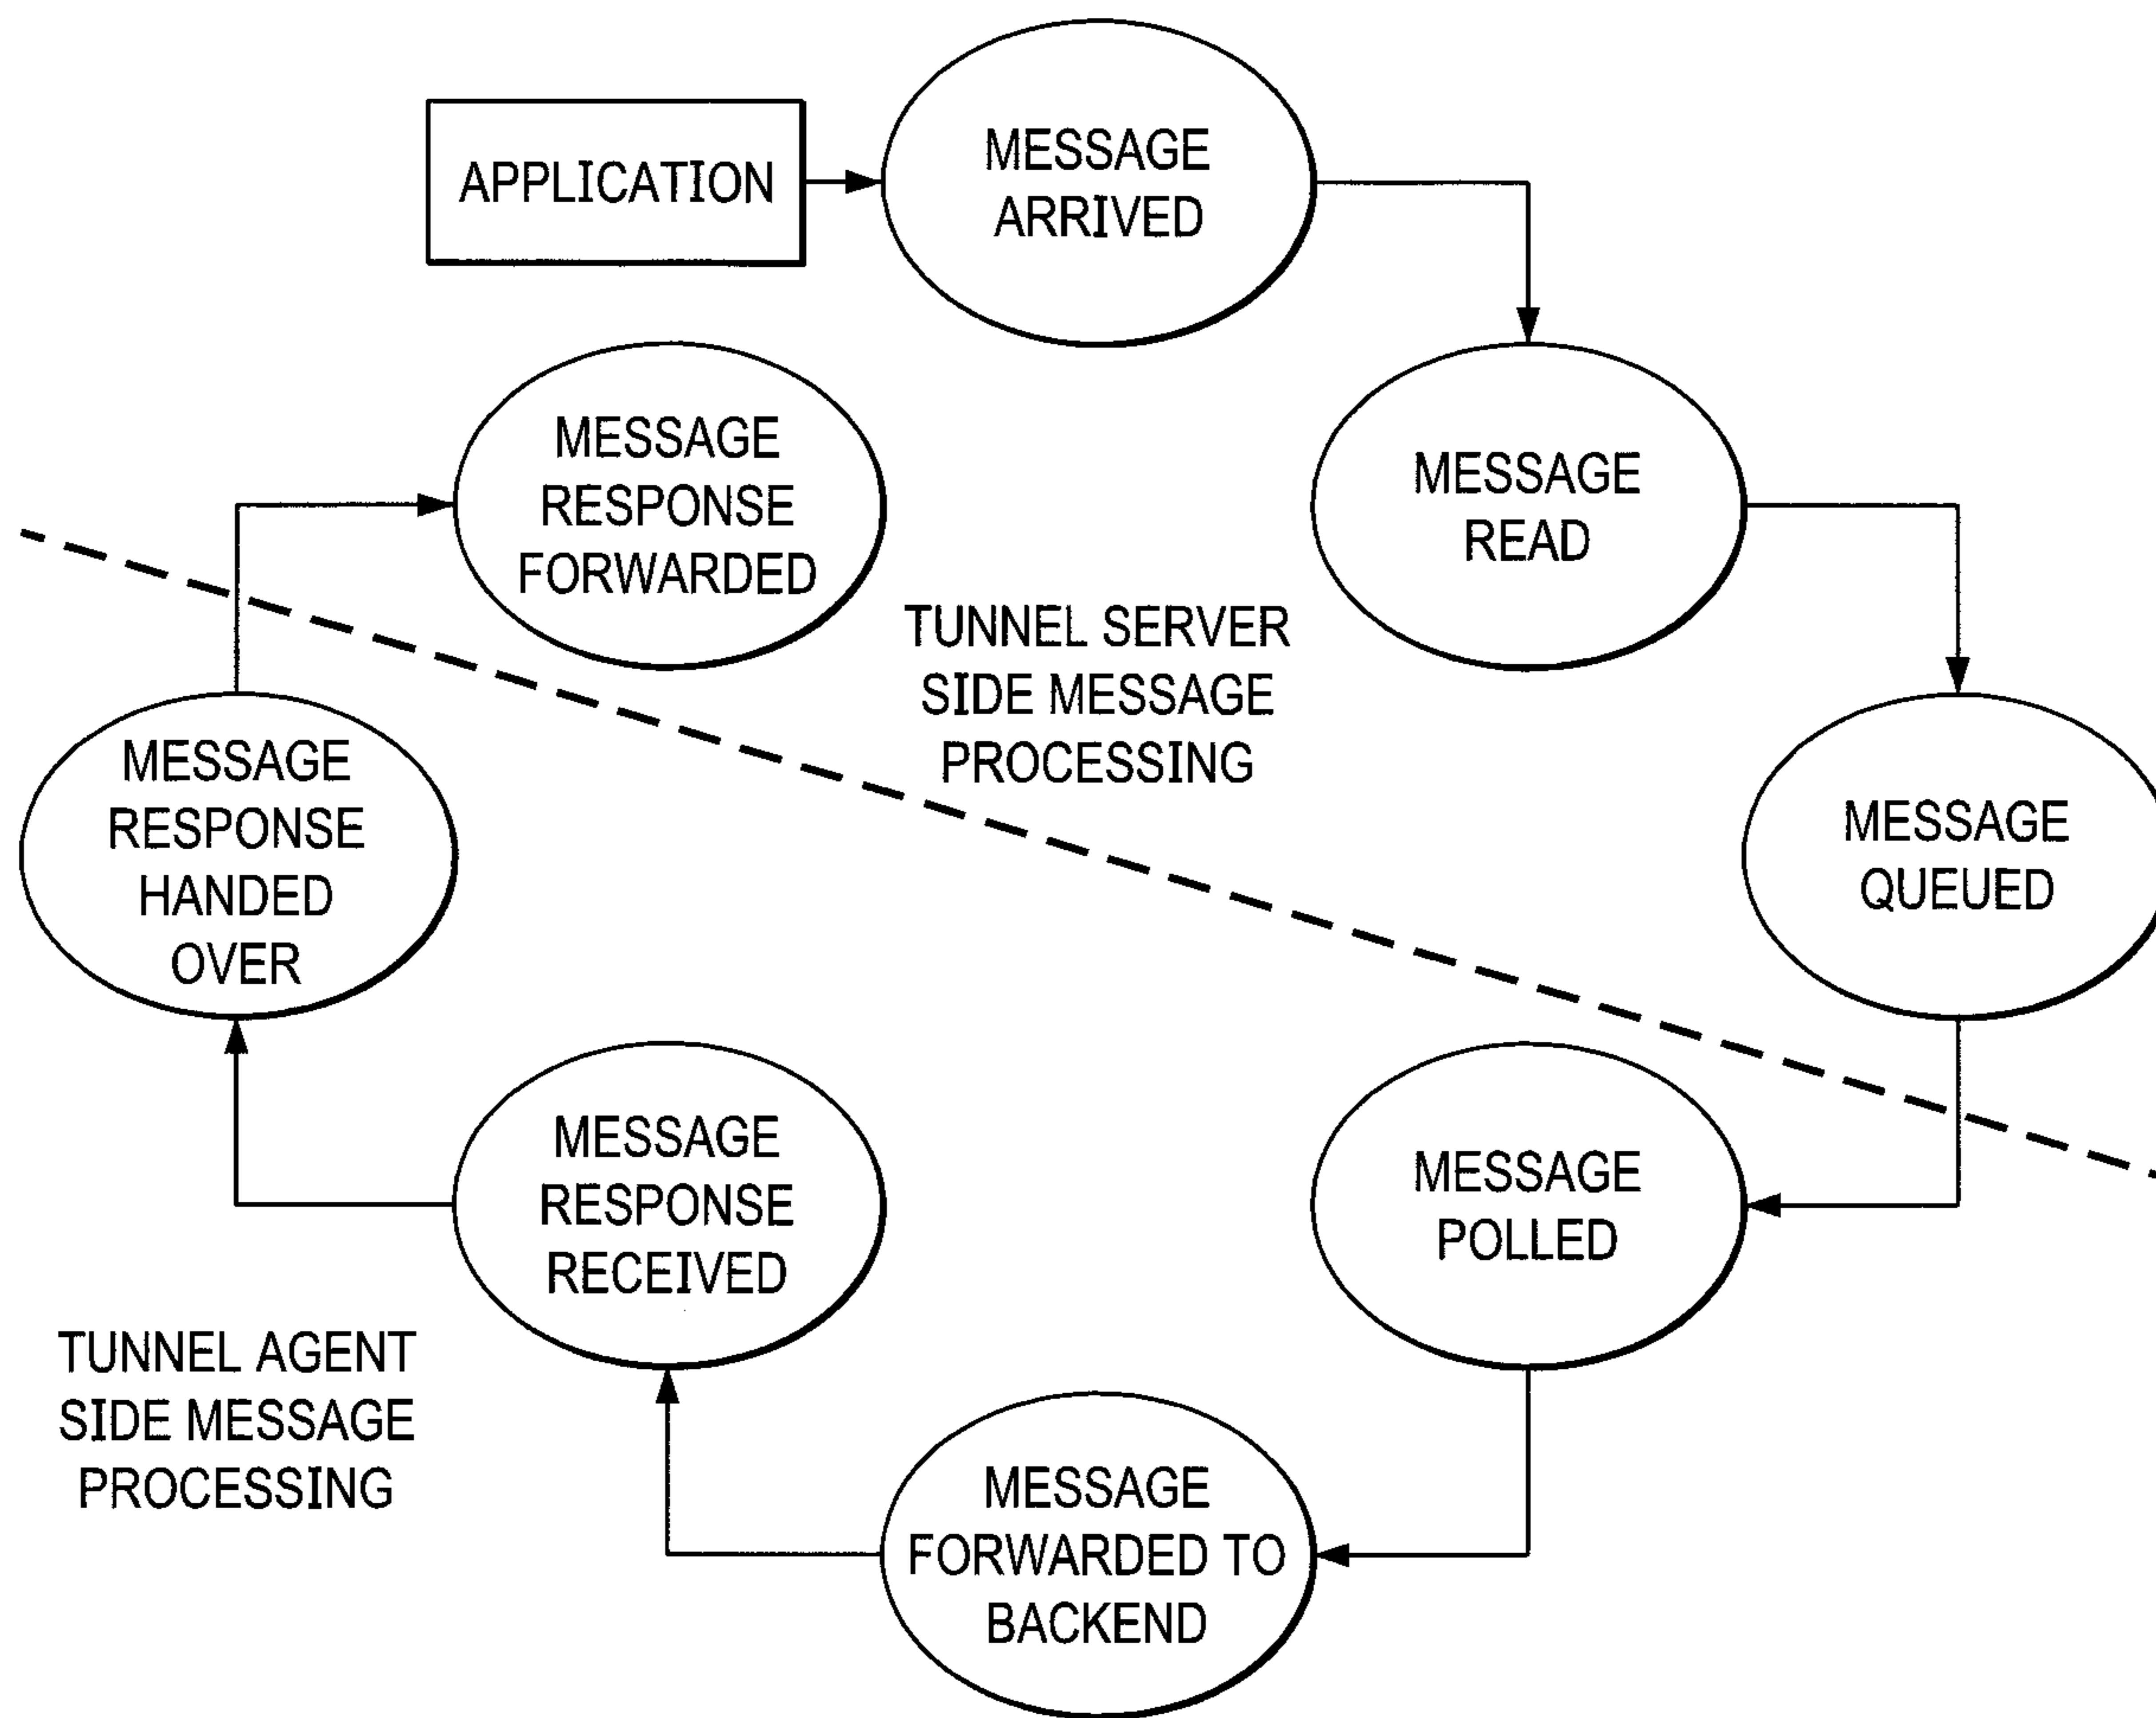 APPLICATION
MESSAGE
ARRIVED
MESSAGE
READ
MESSAGE
QUEUED
MESSAGE
POLLED
MESSAGE
FORWARDED TO
BACKEND
MESSAGE
RESPONSE
RECEIVED
MESSAGE
RESPONSE
HANDED
OVER
MESSAGE
RESPONSE
FORWARDED
TUNNEL SERVER
SIDE MESSAGE
PROCESSING
TUNNEL AGENT
SIDE MESSAGE
PROCESSING